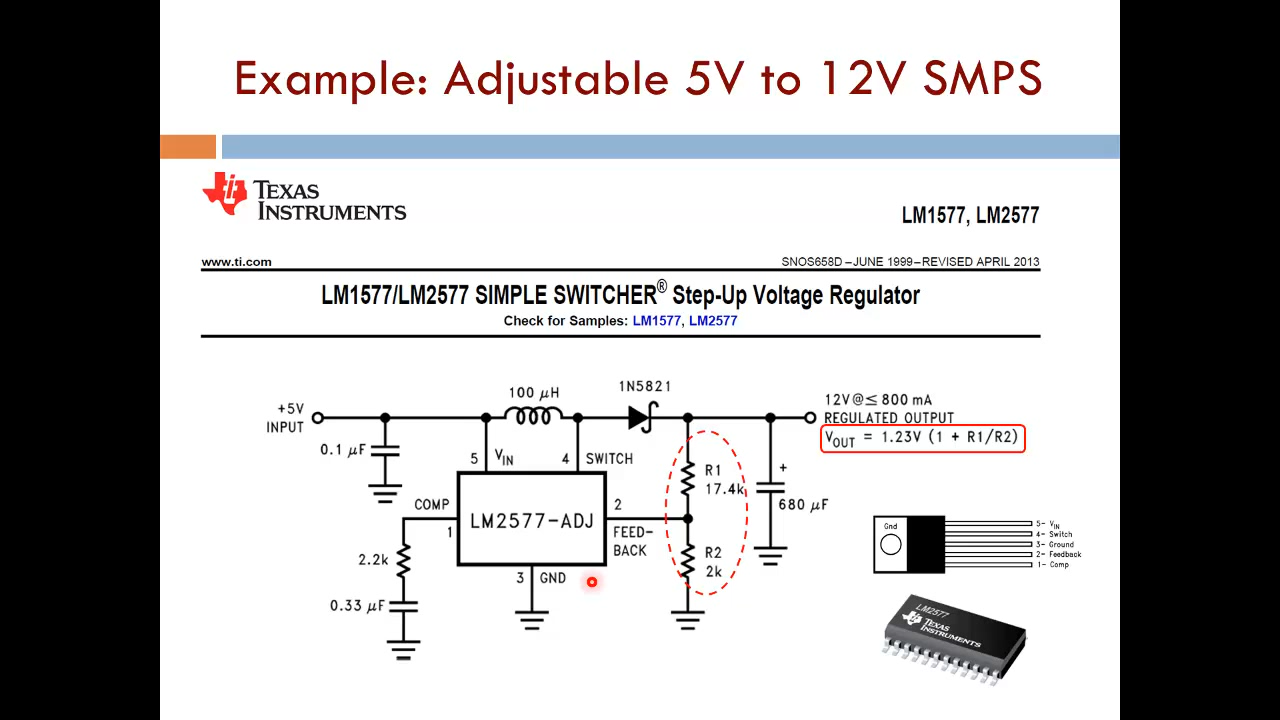 Example: Adjustable 5V to 12V SMPS
TEXAS
INSTRUMENTS
LM1577, LM2577
www.ti.com
SNOS658D –JUNE 1999–REVISED APRIL 2013
LM1577/LM2577 SIMPLE SWITCHER® Step-Up Voltage Regulator
Check for Samples: LM1577, LM2577
+5V
INPUT
0.1 µF
100 µH
1N5821
12V@≤ 800 mA
REGULATED OUTPUT
VOUT = 1.23V (1 + R1/R2)
5
VIN
4
SWITCH
COMP
1
LM2577-ADJ
2
FEED-
BACK
3
GND
R1
17.4k
R2
2k
+
680 µF
2.2k
0.33 µF
Gnd
5- VIN
4- Switch
3- Ground
2- Feedback
1- Comp
LM2577
TEXAS
INSTRUMENTS